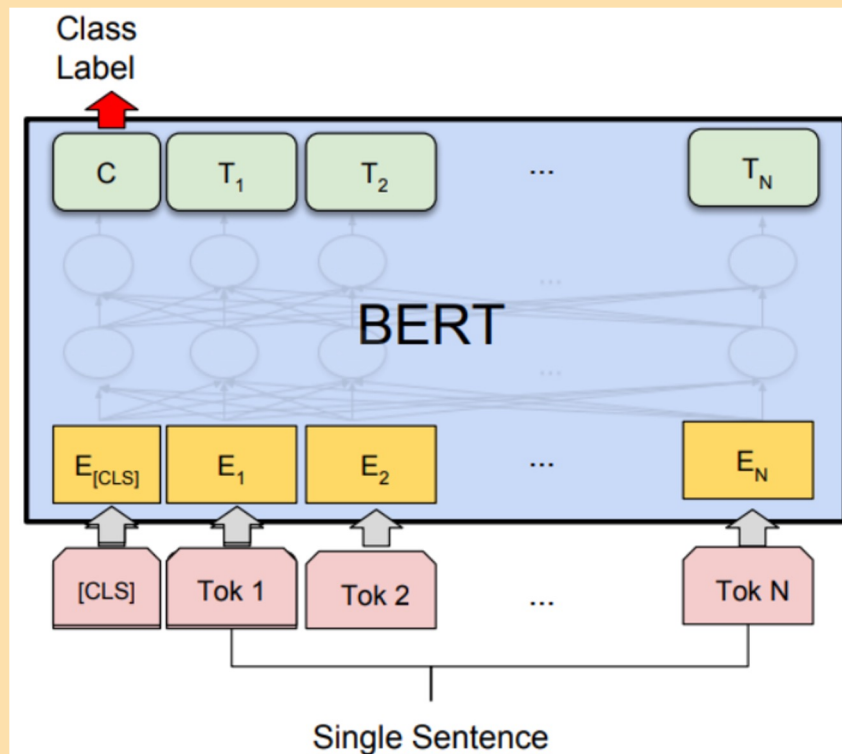 Class
Label
C T1 T2 ... TN
...
BERT
...
E[CLS] E1 E2 ... EN
[CLS] Tok 1 Tok 2 ... Tok N
Single Sentence